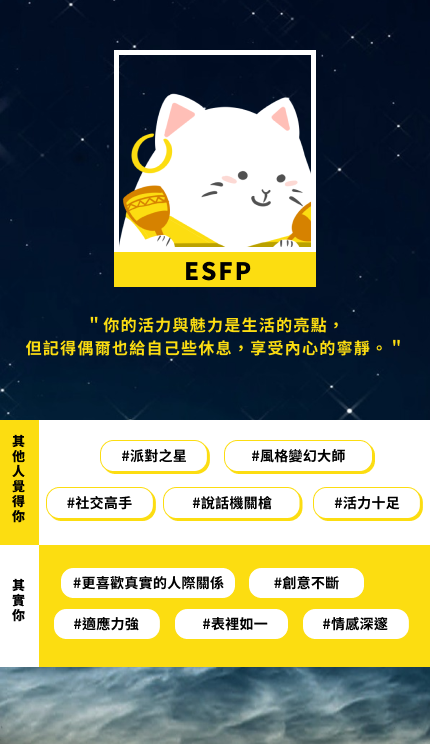 ESFP
"你的活力與魅力是生活的亮點，
但記得偶爾也給自己些休息，享受內心的寧靜。"
其他人覺得你
#派對之星 #風格變幻大師
#社交高手 #說話機關槍 #活力十足
其實你
#更喜歡真實的人際關係 #創意不斷
#適應力強 #表裡如一 #情感深邃